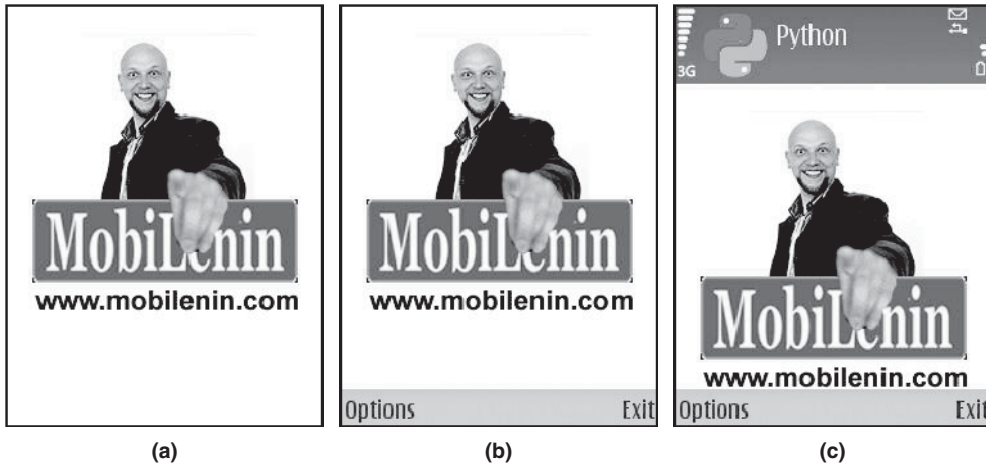 MobiLenin
www.mobilenin.com
(a)
MobiLenin
www.mobilenin.com
Options Exit
(b)
3G Python
MobiLenin
www.mobilenin.com
Options Exit
(c)